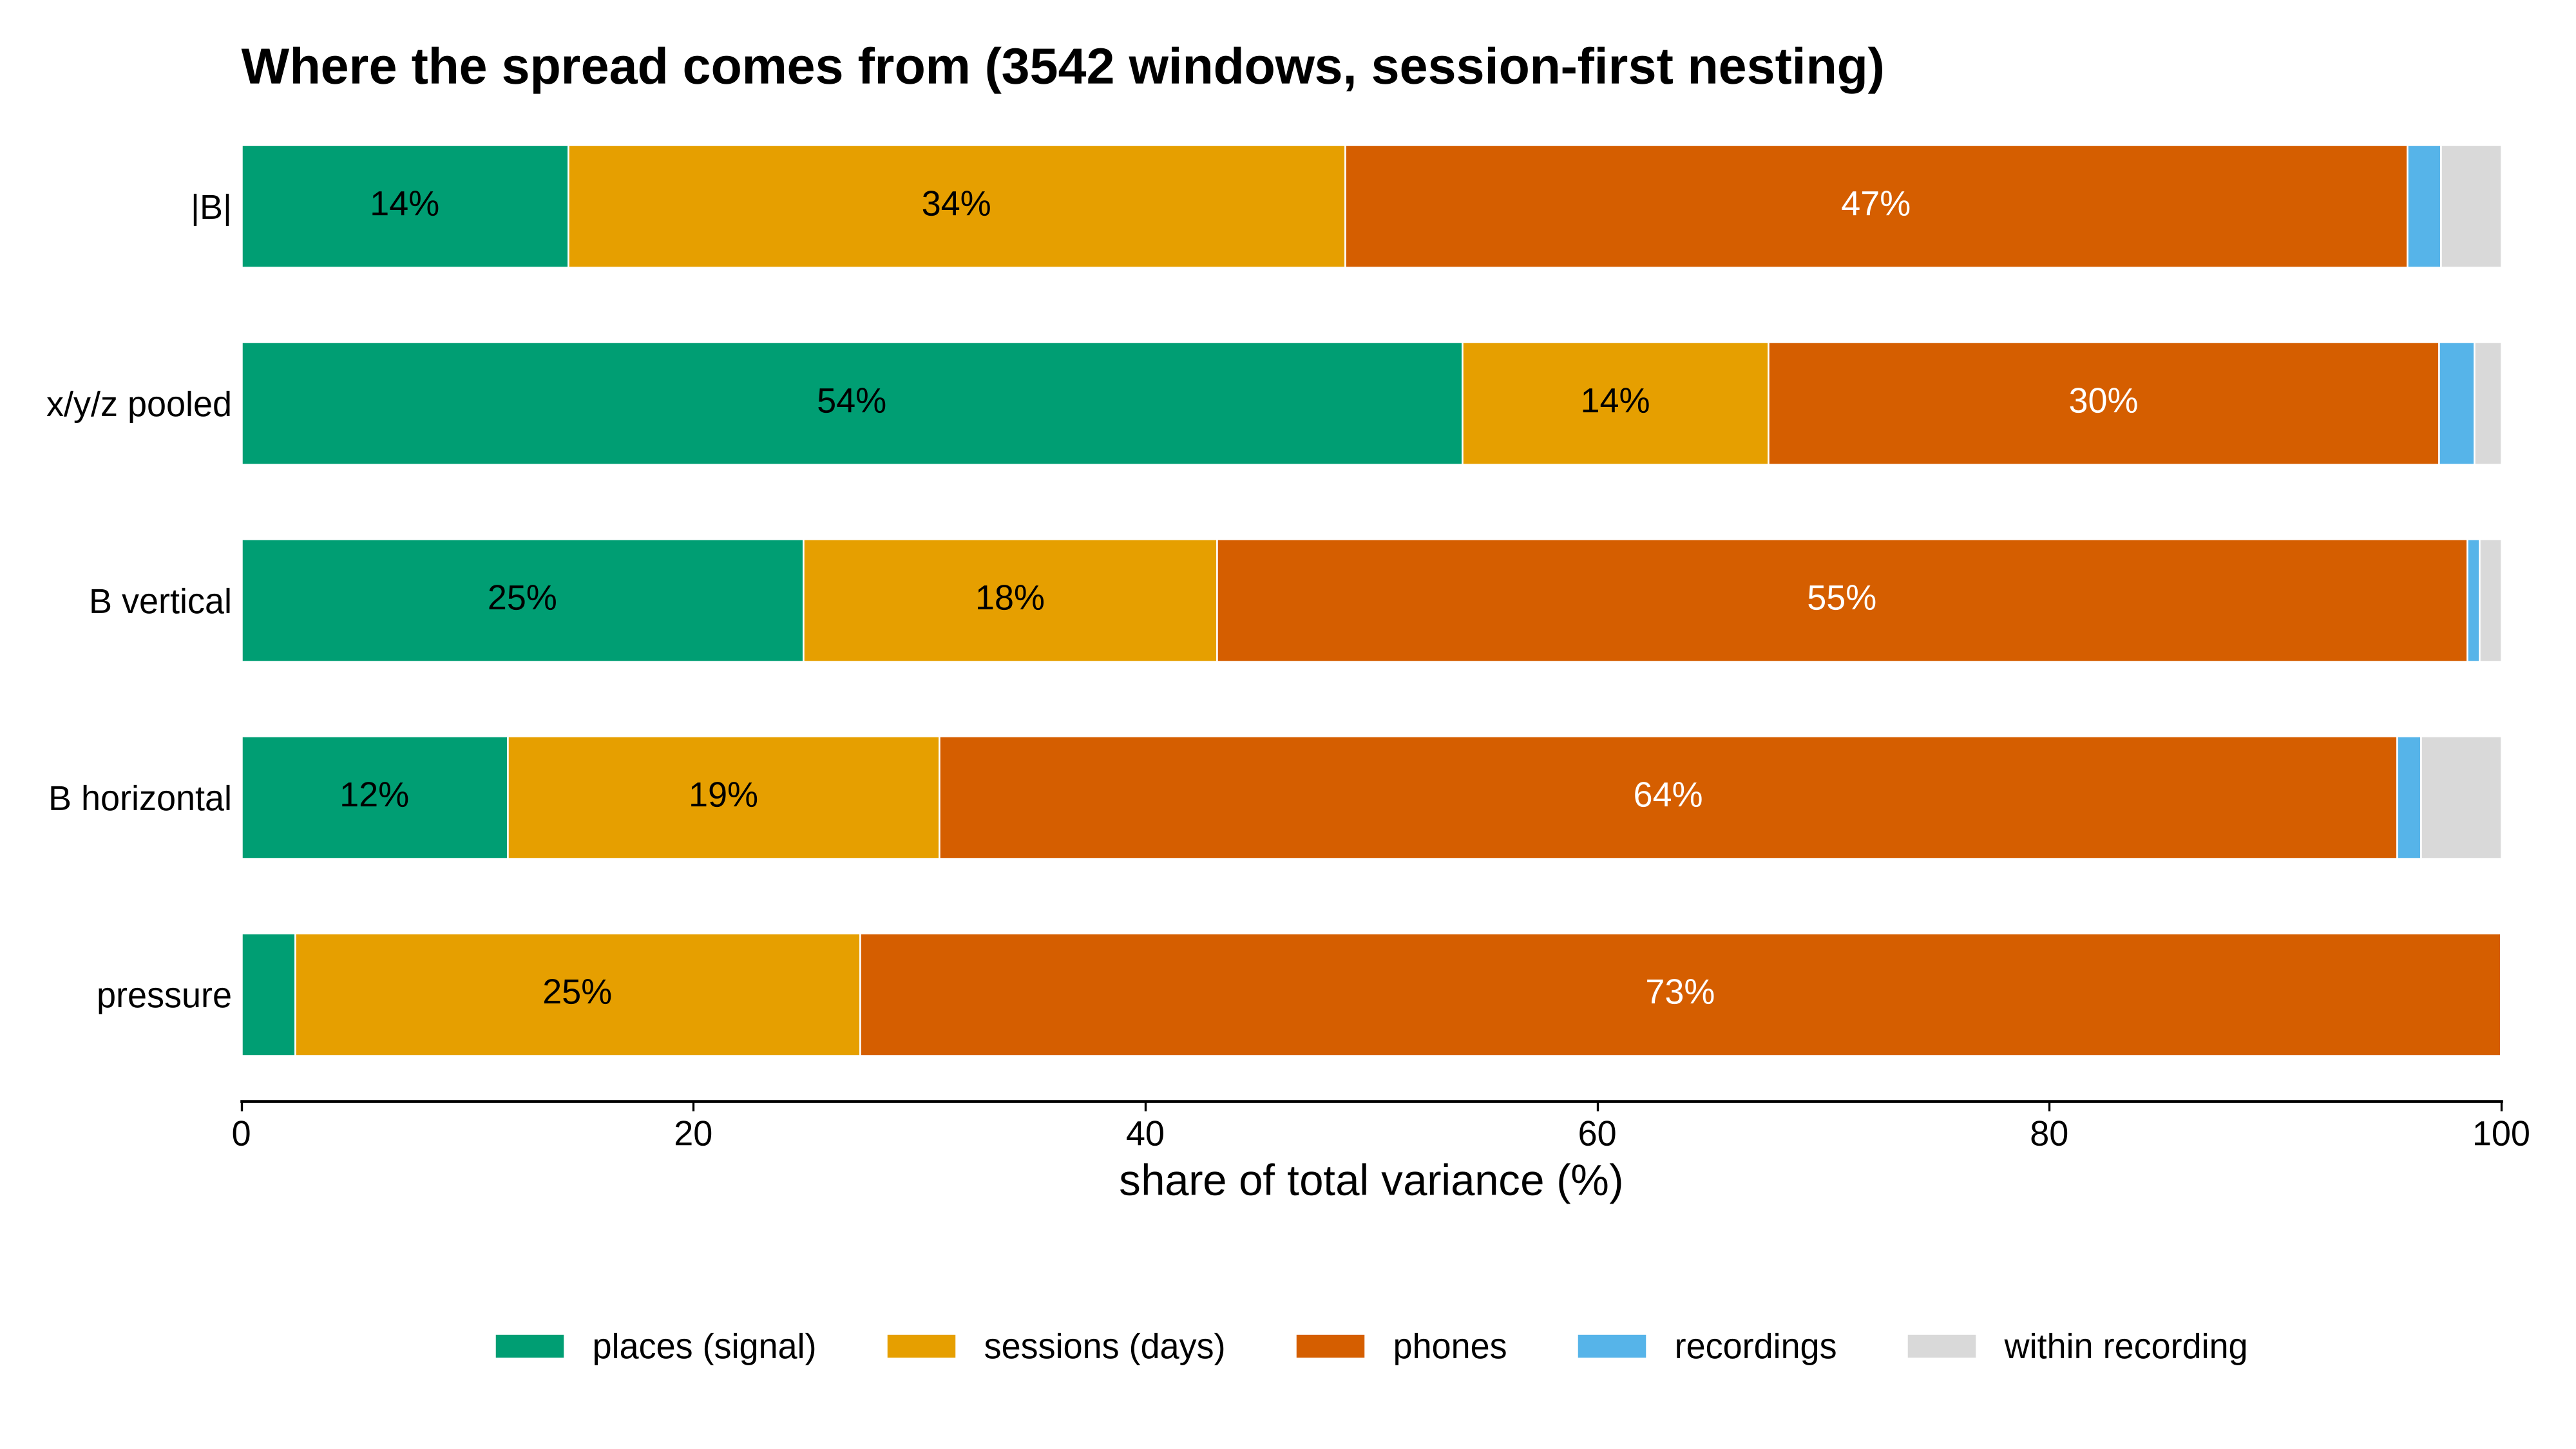 Where the spread comes from (3542 windows, session-first nesting)
|B| 14% 34% 47%
x/y/z pooled 54% 14% 30%
B vertical 25% 18% 55%
B horizontal 12% 19% 64%
pressure 25% 73%
0 20 40 60 80 100
share of total variance (%)
places (signal) sessions (days) phones recordings within recording